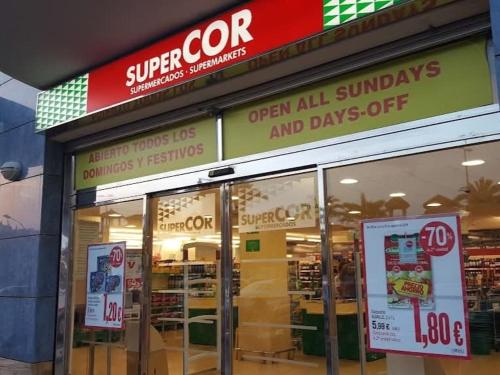 SUPERCOR
SUPERMERCADOS · SUPERMARKETS
ABIERTO TODOS LOS
DOMINGOS Y FESTIVOS
OPEN ALL SUNDAYS
AND DAYS-OFF
SUPERCOR
SUPERCOR
SUPERMERCADOS
-70%
1,20€
-70%
5,99€
1,80€